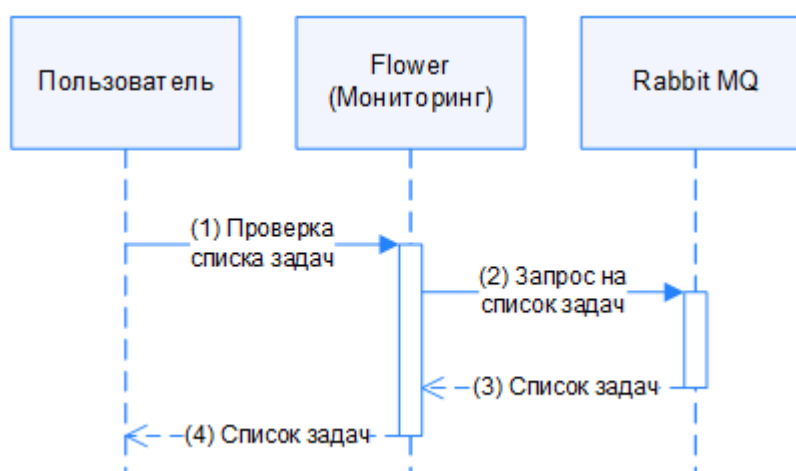 Пользователь
Flower
(Мониторинг)
Rabbit MQ
(1) Проверка
списка задач
(2) Запрос на
список задач
(3) Список задач
(4) Список задач